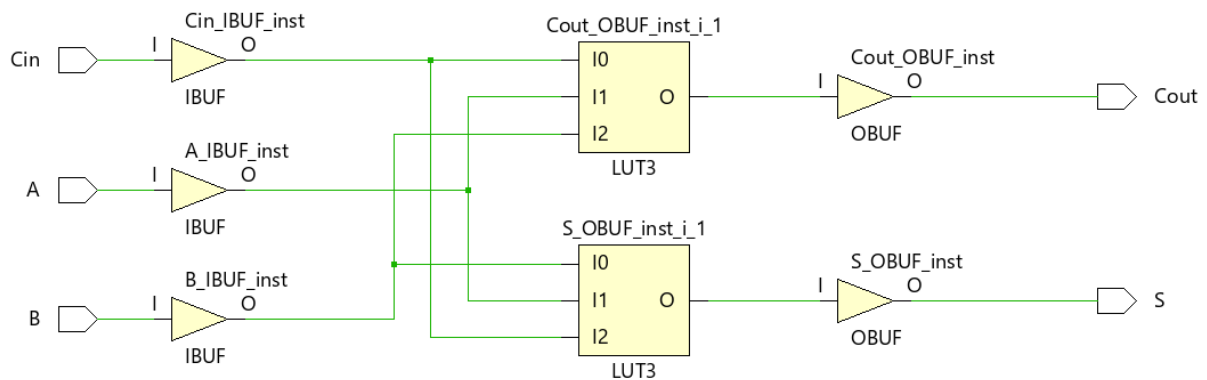 Cin
I
Cin_IBUF_inst
O
IBUF
A
I
A_IBUF_inst
O
IBUF
B
I
B_IBUF_inst
O
IBUF
Cout_OBUF_inst_i_1
I0
I1
O
I2
LUT3
S_OBUF_inst_i_1
I0
I1
O
I2
LUT3
Cout_OBUF_inst
I
O
OBUF
Cout
S_OBUF_inst
I
O
OBUF
S